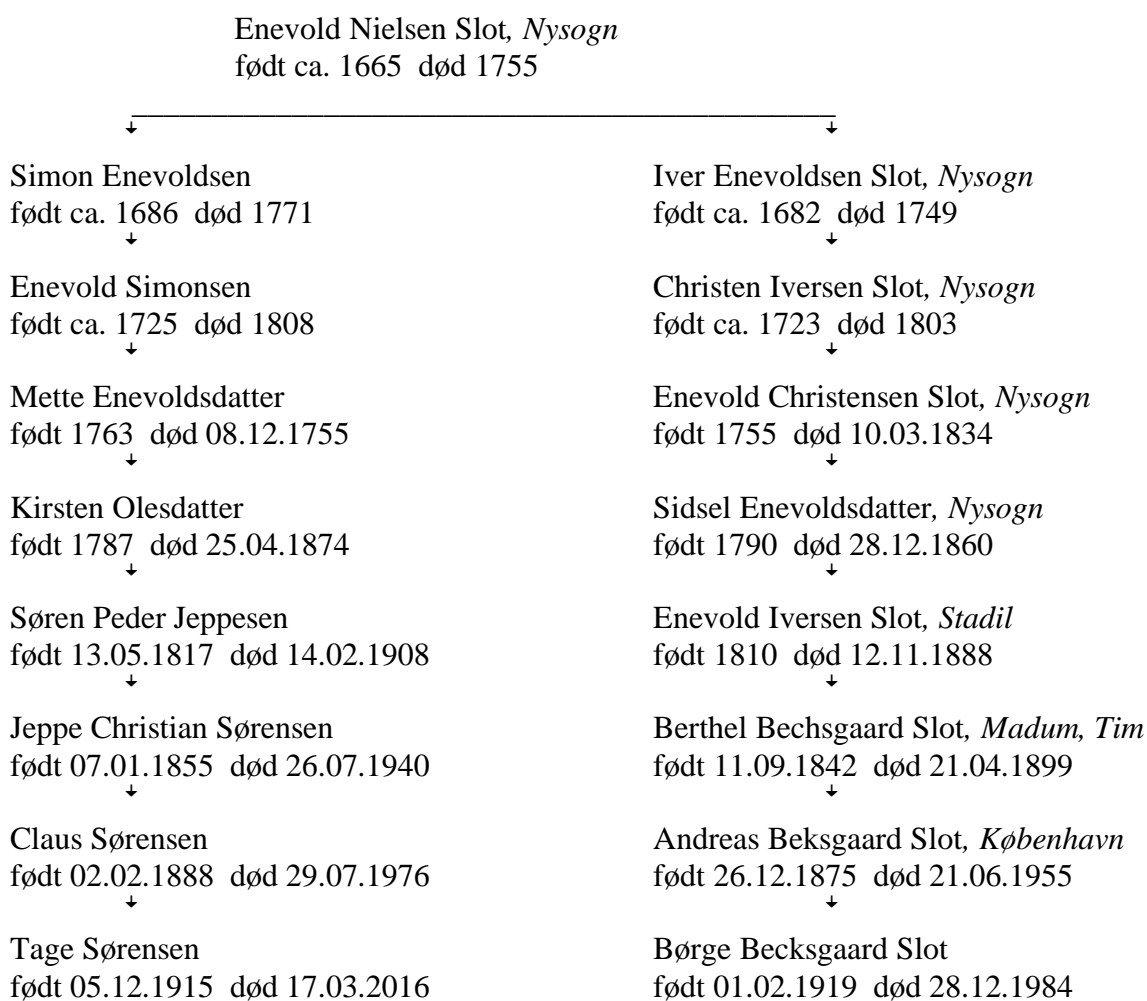 Enevold Nielsen Slot, Nysogn
født ca. 1665 død 1755
Simon Enevoldsen
født ca. 1686 død 1771
Enevold Simonsen
født ca. 1725 død 1808
Mette Enevoldsdatter
født 1763 død 08.12.1755
Kirsten Olesdatter
født 1787 død 25.04.1874
Søren Peder Jeppesen
født 13.05.1817 død 14.02.1908
Jeppe Christian Sørensen
født 07.01.1855 død 26.07.1940
Claus Sørensen
født 02.02.1888 død 29.07.1976
Tage Sørensen
født 05.12.1915 død 17.03.2016
Iver Enevoldsen Slot, Nysogn
født ca. 1682 død 1749
Christen Iversen Slot, Nysogn
født ca. 1723 død 1803
Enevold Christensen Slot, Nysogn
født 1755 død 10.03.1834
Sidsel Enevoldsdatter, Nysogn
født 1790 død 28.12.1860
Enevold Iversen Slot, Stadil
født 1810 død 12.11.1888
Berthel Bechsgaard Slot, Madum, Tim
født 11.09.1842 død 21.04.1899
Andreas Beksgaard Slot, København
født 26.12.1875 død 21.06.1955
Børge Becksgaard Slot
født 01.02.1919 død 28.12.1984